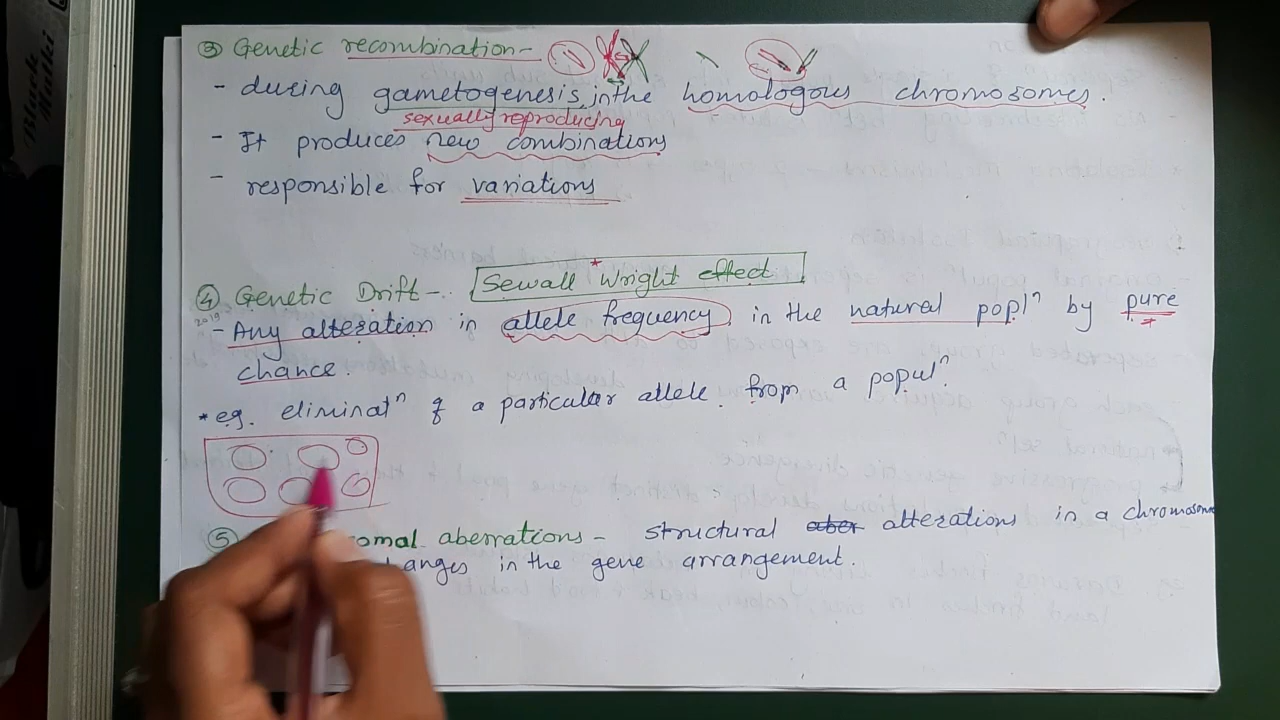 ③ Genetic recombination-
- during gametogenesis in the homologous chromosomes.
sexually reproducing
- It produces new combinations
- responsible for variations
④ Genetic Drift- Sewall * Wright effect
2019
- Any alteration in allele frequency in the natural poplⁿ by pure
*
chance.
* eg. eliminatⁿ of a particular allele from a populⁿ.
⑤ omal aberrations - structural aber alterations in a chromosome
anges in the gene arrangement.